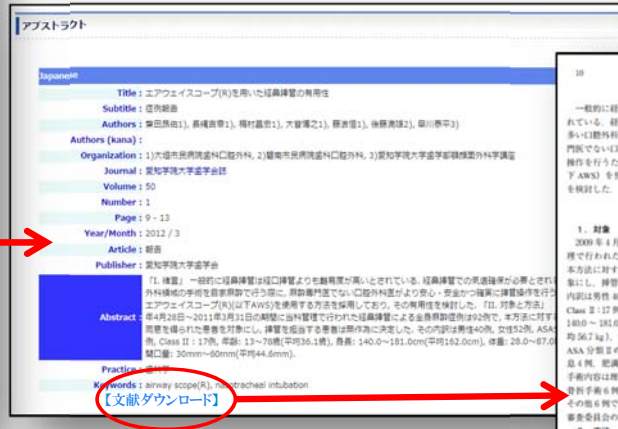 アブストラクト
Japanese
Title : エアウェイスコープ(R)を用いた経鼻挿管の有用性
Subtitle : 症例報告
Authors : 柴田昂佑1), 長縄吉幸1), 梅村昌宏1), 大音博之1), 藤浪恒1), 後藤満雄2), 早川泰平3)
Authors (kana) :
Organization : 1)大垣市民病院歯科口腔外科, 2)碧南市民病院歯科口腔外科, 3)愛知学院大学歯学部顎顔面外科学講座
Journal : 愛知学院大学歯学会誌
Volume : 50
Number : 1
Page : 9 - 13
Year/Month : 2012 / 3
Article : 報告
Publisher : 愛知学院大学歯学会
「I. 緒言」 一般的に経鼻挿管は経口挿管よりも難易度が高いとされている. 経鼻挿管での気道確保が必要とされ
外科領域の手術を全身麻酔で行う際に, 麻酔専門医でない口腔外科医がより安心・安全かつ確実に挿管操作を行う
エアウェイスコープ(R)(以下AWS)を使用する方法を採用しており, その有用性を検討した. 「II. 対象と方法」
Abstract : 年4月28日～2011年3月31日の期間に当科管理で行われた経鼻挿管による全身麻酔症例は92例で, 本方法に対す
同意を得られた患者を対象にし, 挿管を担当する患者は無作為に決定した. その内訳は男性40例, 女性52例, ASA
例, Class II : 17例, 年齢: 13～78歳(平均36.1歳), 身長: 140.0～181.0cm(平均162.0cm), 体重: 28.0～87.0
開口量: 30mm～60mm(平均44.6mm).
Practice :
Keywords : airway scope(R), nasotracheal intubation
【文献ダウンロード】
10
一般的に経
れている. 経
多い口腔外科
門医でない口
操作を行うた
下 AWS) を
を検討した.
1. 対象
2009 年 4 月
理で行われた
本方法に対す
象にし, 挿管
内訳は男性 4
Class II : 17 例
140.0 ～ 181.0
均 56.7 kg),
ASA 分類 II の
息 4 例, 肥満
手術内容は埋
骨折手術 6 例
その他 6 例で
審査委員会の